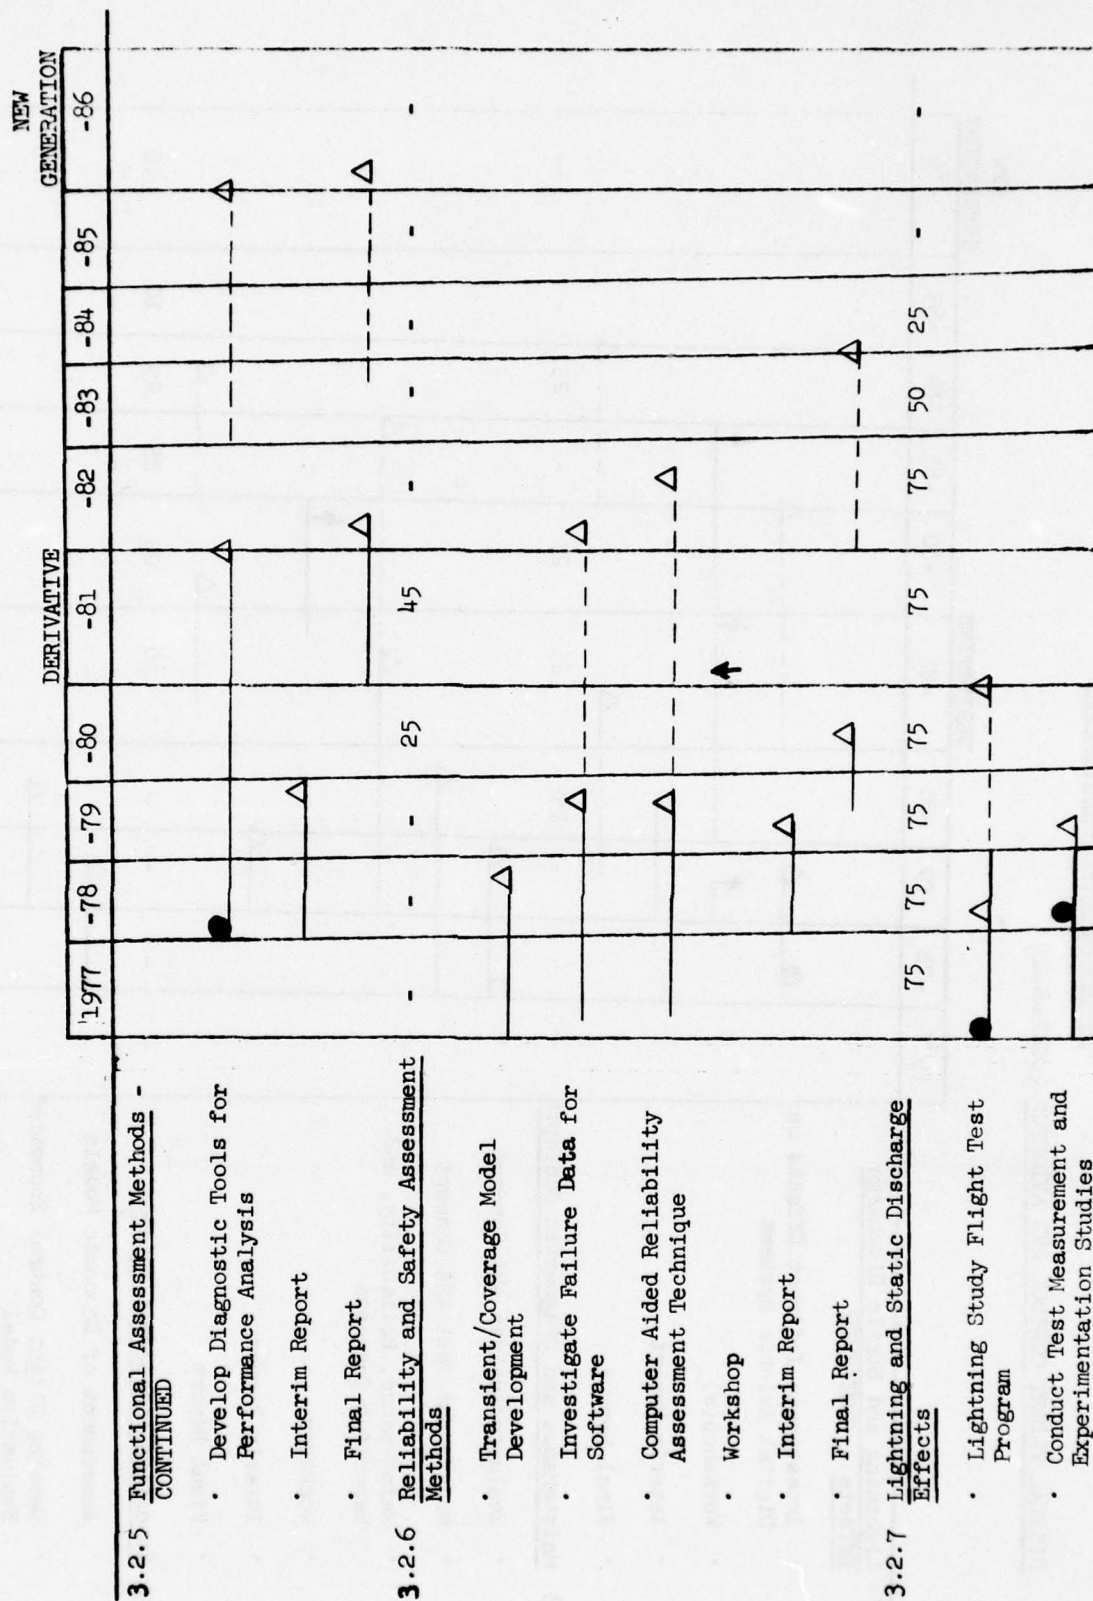 NEW
DERIVATIVE GENERATION
1977 -78 -79 -80 -81 -82 -83 -84 -85 -86
3.2.5 Functional Assessment Methods -
CONTINUED
· Develop Diagnostic Tools for
Performance Analysis
· Interim Report
· Final Report
3.2.6 Reliability and Safety Assessment - - - 25 45 - - - - -
Methods
· Transient/Coverage Model
Development
· Investigate Failure Data for
Software
· Computer Aided Reliability
Assessment Technique
· Workshop
· Interim Report
· Final Report
3.2.7 Lightning and Static Discharge 75 75 75 75 75 75 50 25 - -
Effects
· Lightning Study Flight Test
Program
· Conduct Test Measurement and
Experimentation Studies